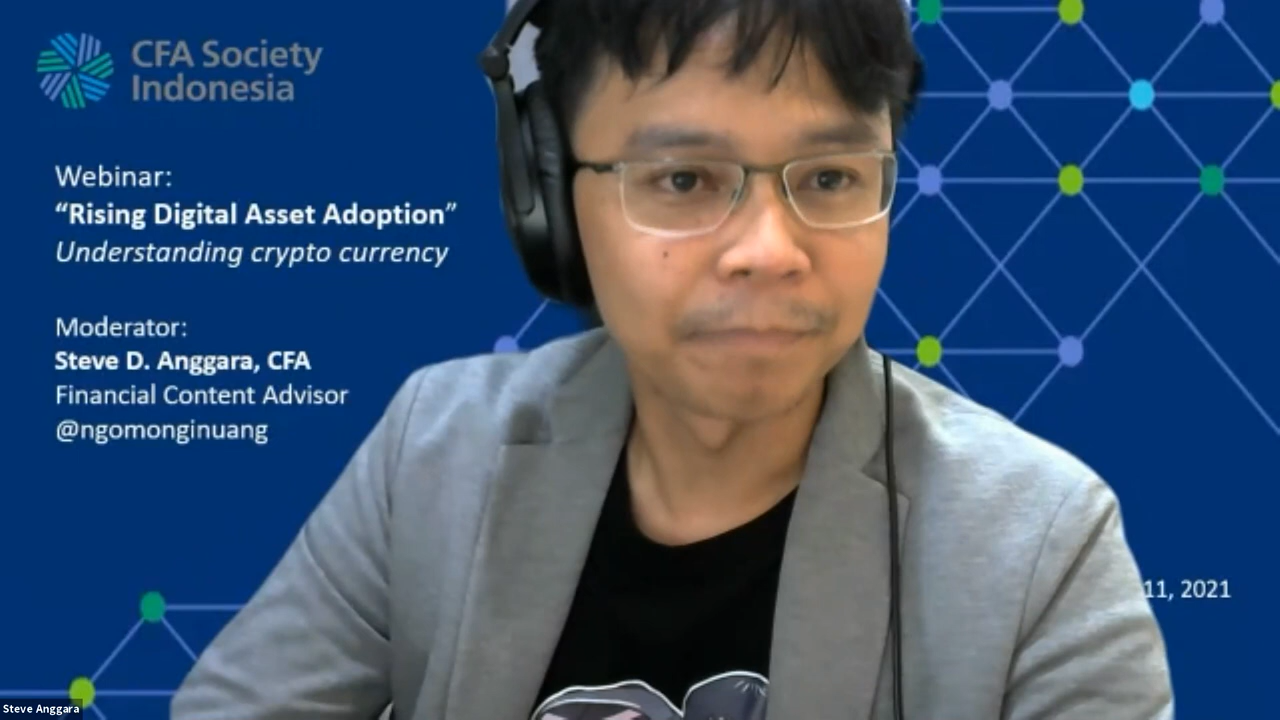 CFA Society
Indonesia
Webinar:
“Rising Digital Asset Adoption”
Understanding crypto currency
Moderator:
Steve D. Anggara, CFA
Financial Content Advisor
@ngomonginuang
11, 2021
Steve Anggara